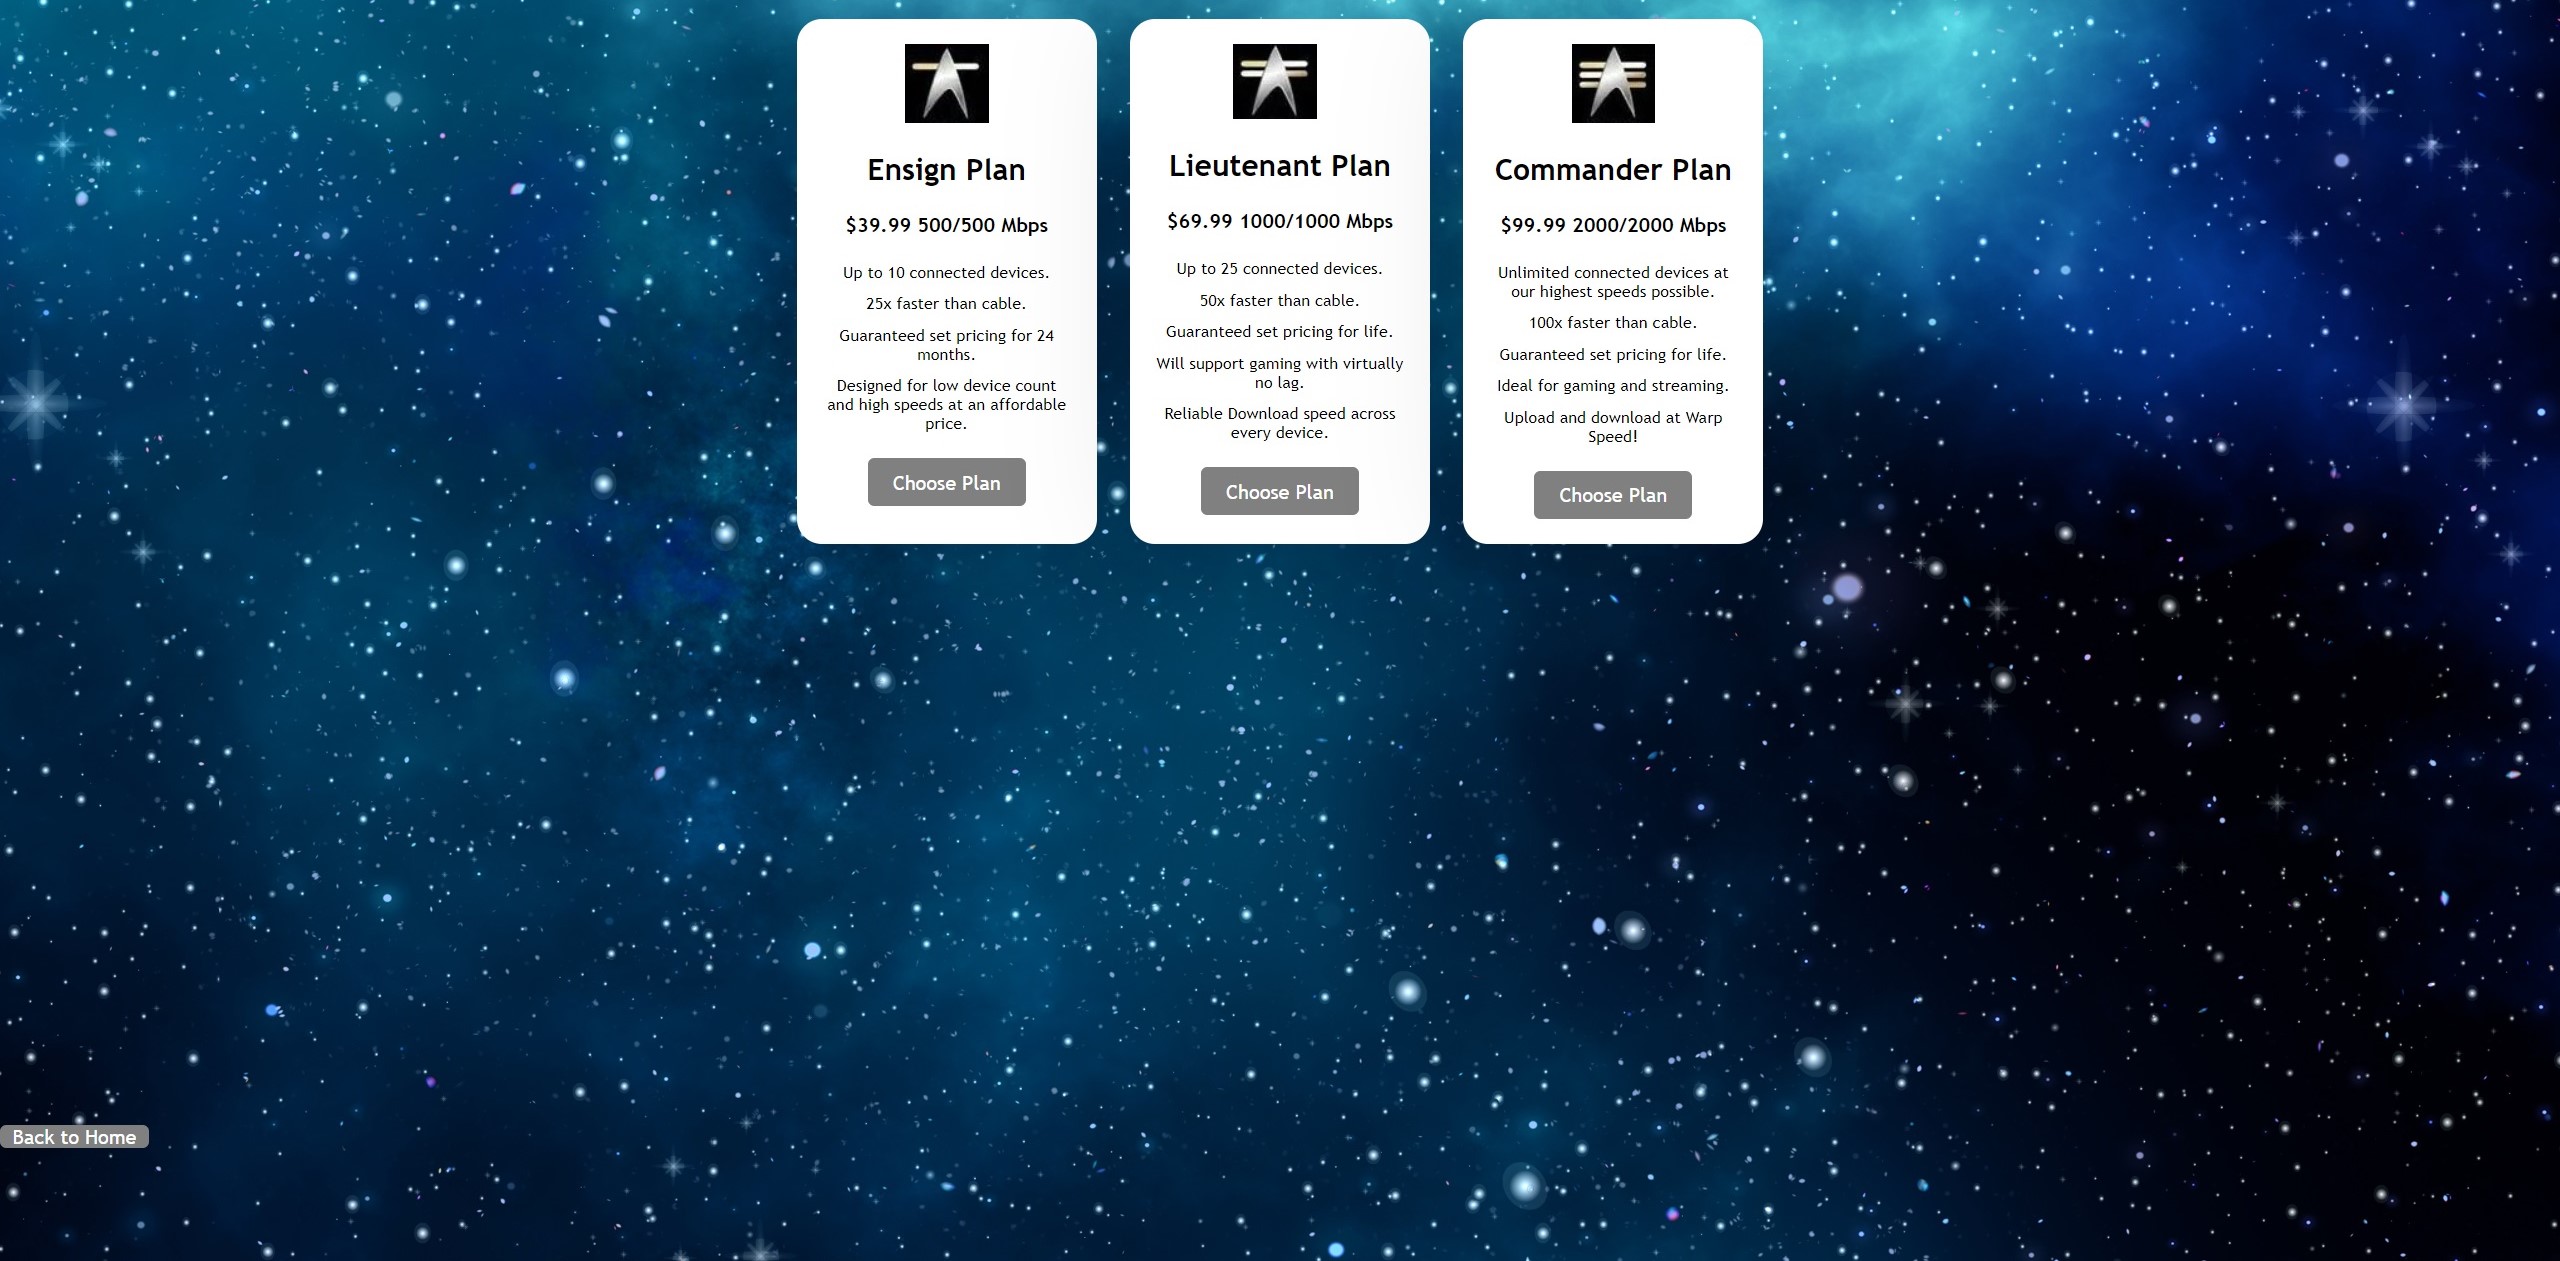 Ensign Plan
$39.99 500/500 Mbps
Up to 10 connected devices.
25x faster than cable.
Guaranteed set pricing for 24
months.
Designed for low device count
and high speeds at an affordable
price.
Choose Plan
Lieutenant Plan
$69.99 1000/1000 Mbps
Up to 25 connected devices.
50x faster than cable.
Guaranteed set pricing for life.
Will support gaming with virtually
no lag.
Reliable Download speed across
every device.
Choose Plan
Commander Plan
$99.99 2000/2000 Mbps
Unlimited connected devices at
our highest speeds possible.
100x faster than cable.
Guaranteed set pricing for life.
Ideal for gaming and streaming.
Upload and download at Warp
Speed!
Choose Plan
Back to Home